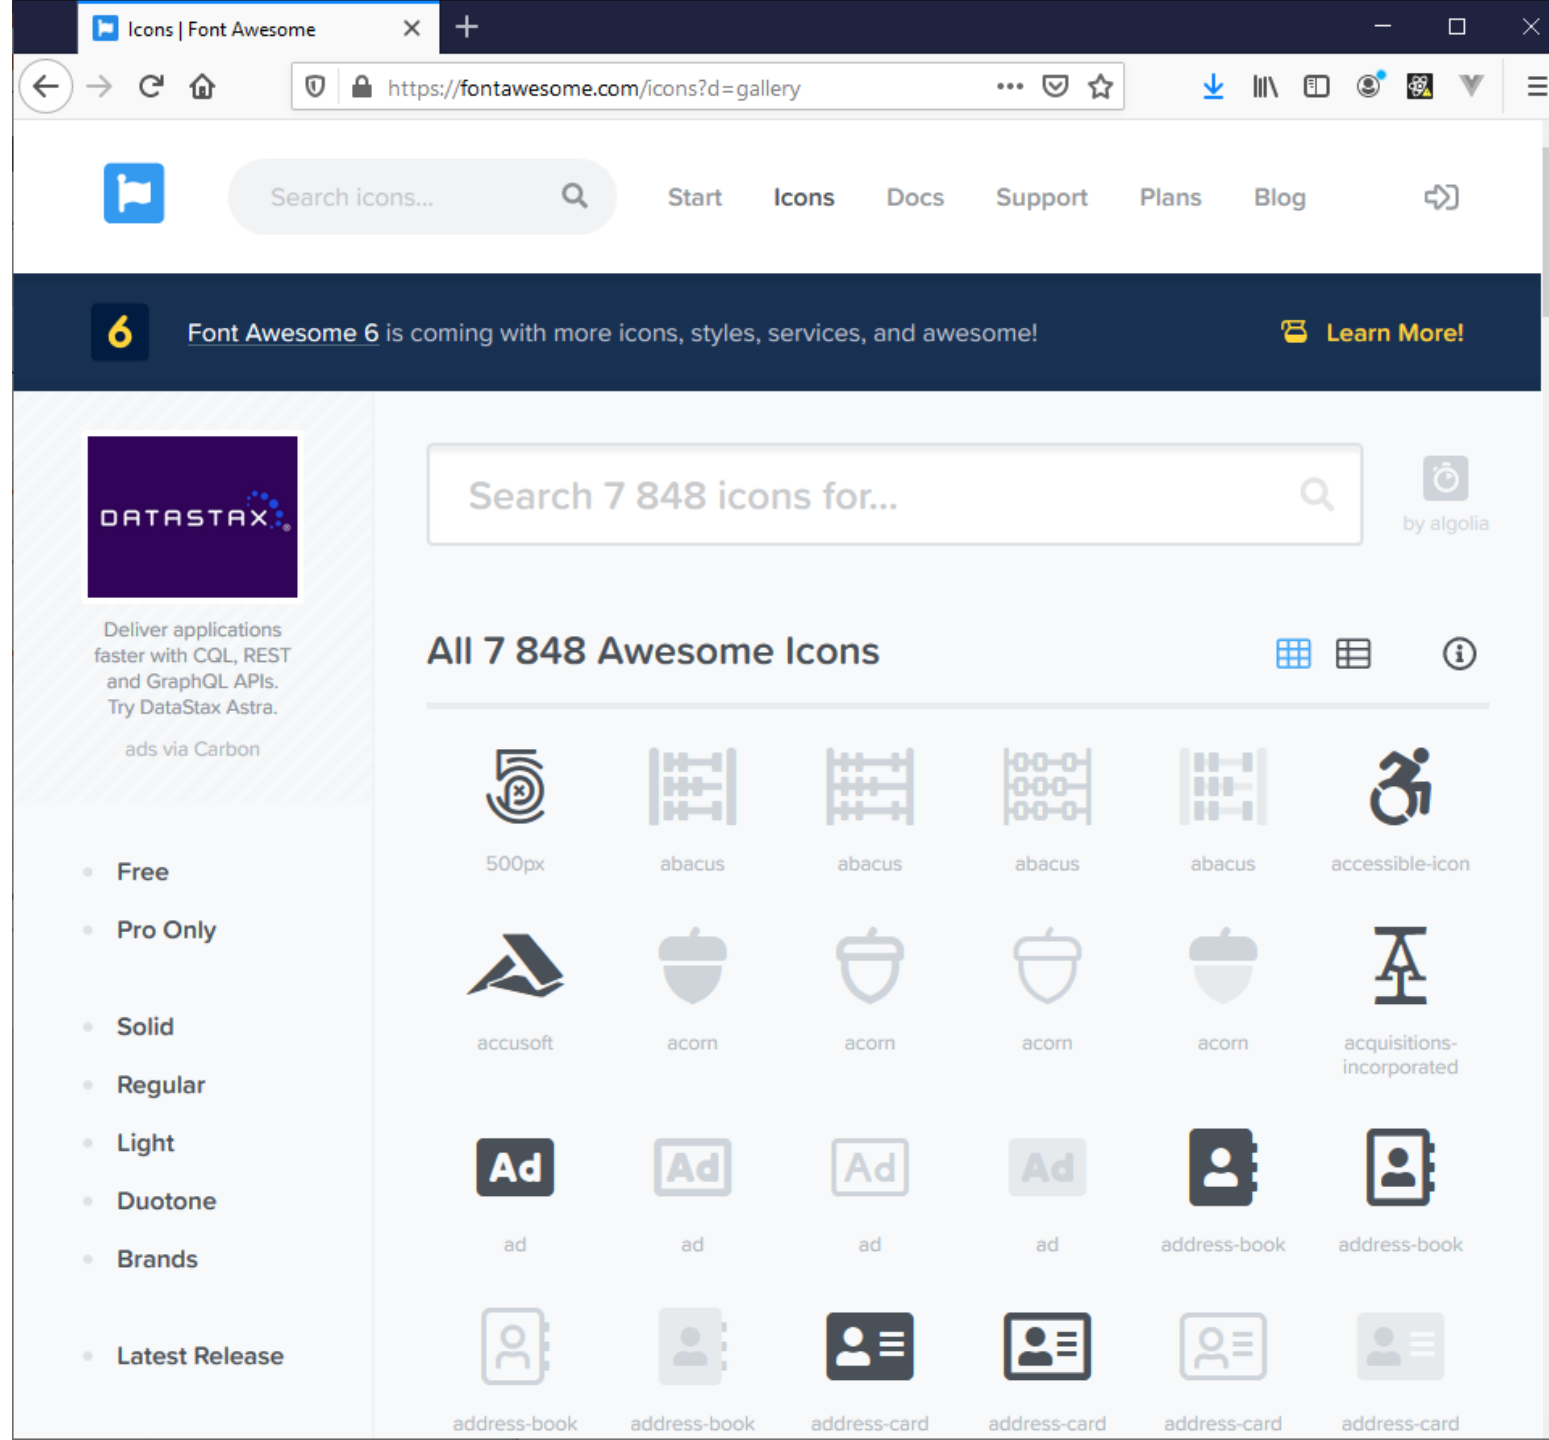 Icons | Font Awesome
https://fontawesome.com/icons?d=gallery
Search icons...
Start Icons Docs Support Plans Blog
6
Font Awesome 6 is coming with more icons, styles, services, and awesome!
Learn More!
DATASTAX®
Deliver applications
faster with CQL, REST
and GraphQL APIs.
Try DataStax Astra.
ads via Carbon
Free
Pro Only
Solid
Regular
Light
Duotone
Brands
Latest Release
Search 7 848 icons for...
by algolia
All 7 848 Awesome Icons
500px abacus abacus abacus abacus accessible-icon
accusoft acorn acorn acorn acorn acquisitions-
incorporated
Ad Ad Ad Ad
ad ad ad ad address-book address-book
address-book address-book address-card address-card address-card address-card